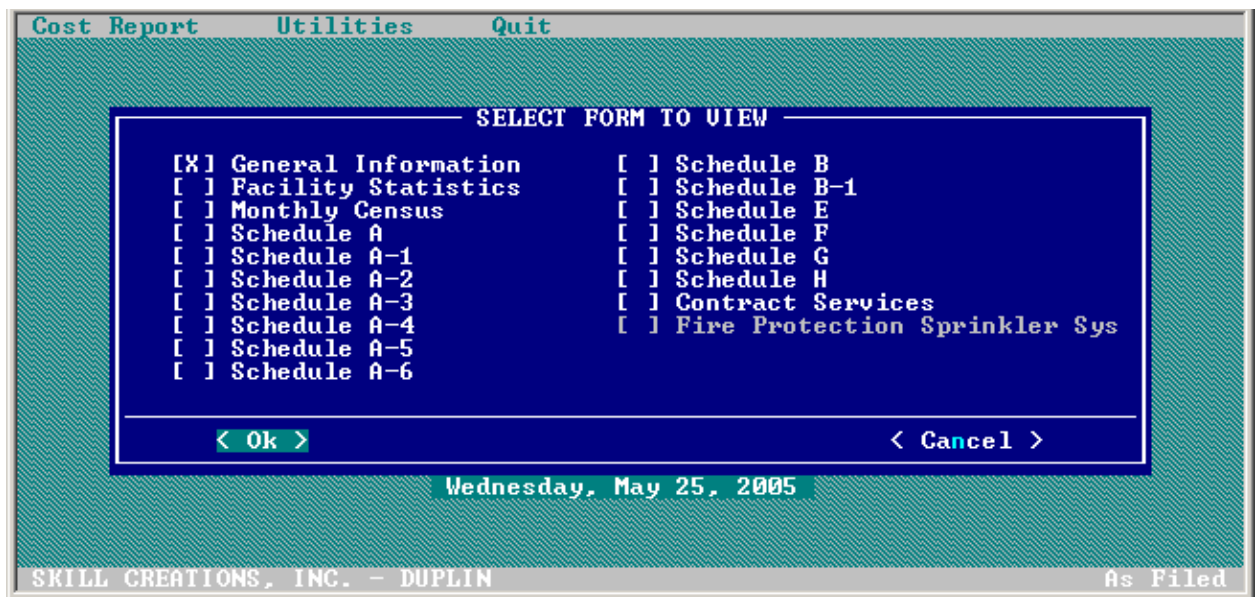 Cost Report Utilities Quit
SELECT FORM TO VIEW
[X] General Information [ ] Schedule B
[ ] Facility Statistics [ ] Schedule B-1
[ ] Monthly Census [ ] Schedule E
[ ] Schedule A [ ] Schedule F
[ ] Schedule A-1 [ ] Schedule G
[ ] Schedule A-2 [ ] Schedule H
[ ] Schedule A-3 [ ] Contract Services
[ ] Schedule A-4 [ ] Fire Protection Sprinkler Sys
[ ] Schedule A-5
[ ] Schedule A-6
< Ok > < Cancel >
Wednesday, May 25, 2005
SKILL CREATIONS, INC. - DUPLIN As Filed